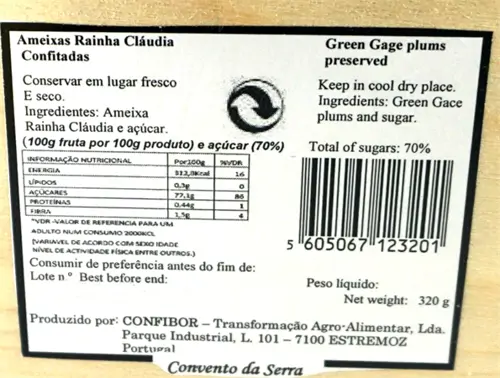 Ameixas Rainha Cláudia
Confitadas
Conservar em lugar fresco
E seco.
Ingredientes: Ameixa
Rainha Cláudia e açúcar.
(100g fruta por 100g produto) e açúcar (70%)
INFORMAÇÃO NUTRICIONAL Por100g %VDR
ENERGIA 312,8Kcal 16
LÍPIDOS 0,3g 0
AÇÚCARES 77,1g 86
PROTEÍNAS 0,44g 1
FIBRA 1,5g 4
*VDR -VALOR DE REFERENCIA PARA UM
ADULTO NUM CONSUMO 2000KCL
(VARIAVEL DE ACORDO COM SEXO IDADE
NÍVEL DE ACTIVIDADE FÍSICA ENTRE OUTROS.)
Consumir de preferência antes do fim de:
Lote n.º Best before end:
Green Gage plums
preserved
Keep in cool dry place.
Ingredients: Green Gace
plums and sugar.
Total of sugars: 70%
5 605067 123201
Peso líquido:
Net weight: 320 g
Produzido por: CONFIBOR – Transformação Agro-Alimentar, Lda.
Parque Industrial, L. 101 – 7100 ESTREMOZ
Portugal
Convento da Serra